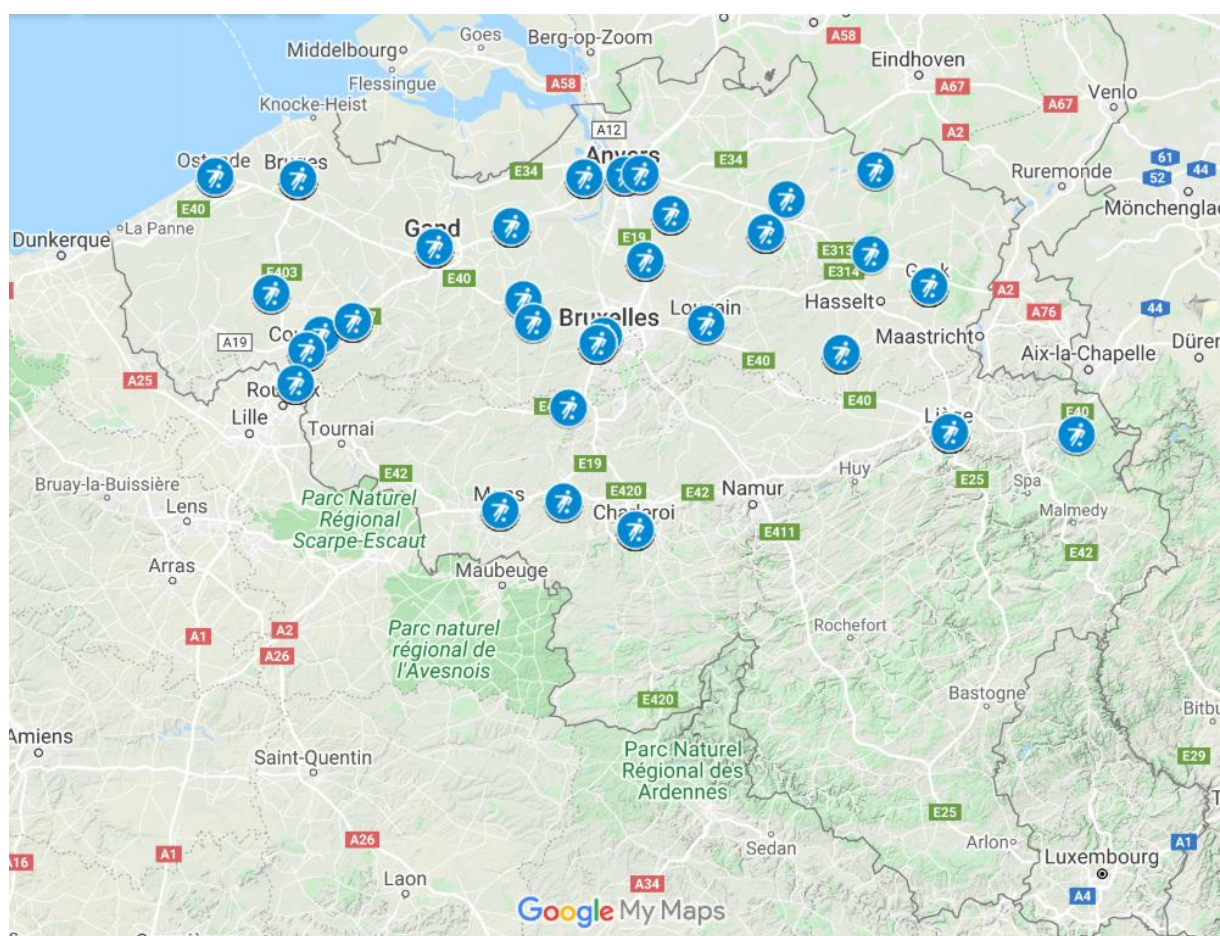 Goes
Berg-op-Zoom
Middelbourg
A58
Eindhoven
Flessingue
A58
A67
Venlo
Knocke-Heist
A67
A12
A2
Anvers
Ostende
Bruges
E34
E34
61
52
44
Ruremonde
E40
La Panne
Mönchenglad
Dunkerque
Gand
E19
E313
E403
E40
E314
Genk
A2
Hasselt
44
Louvain
A76
Bruxelles
A19
Maastricht
Düren
Aix-la-Chapelle
E40
A25
Roubaix
E40
Lille
Liège
E40
Tournai
E19
E42
Huy
Bruay-la-Buissière
E25
Spa
Mons
E420
E42
Namur
Parc Naturel
Régional
Scarpe-Escaut
Lens
Charleroi
Malmedy
E411
E42
Arras
Maubeuge
A1
A2
Parc naturel
régional de
l'Avesnois
Rochefort
A26
E420
Bastogne
Bitbu
Amiens
Parc Naturel
Régional des
Ardennes
Saint-Quentin
E29
E25
A26
Arlon
A1
A16
A1
Sedan
Luxembourg
Laon
A34
A4
Google My Maps